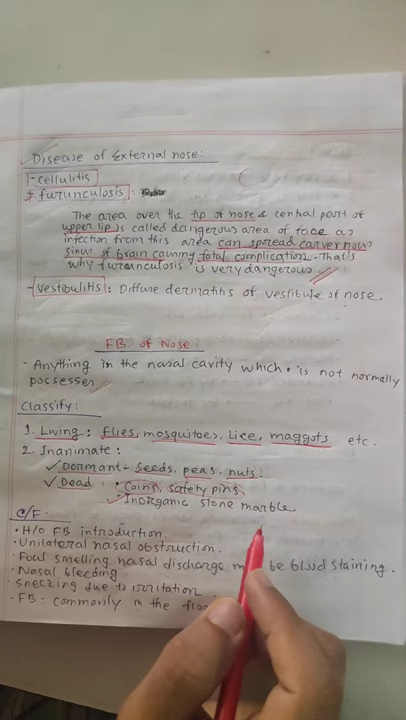 Disease of External nose:
- cellulitis
- furunculosis:
The area over the tip of nose & central part of
upper lip is called dangerous area of face as
infection from this area can spread cavernous
sinus of brain causing fatal complication. That's
why furunculosis is very dangerous.
- Vestibulitis: Diffuse dermatitis of vestibule of nose.
FB of Nose:
- Anything in the nasal cavity which is not normally
possesses
Classify:
1. Living: flies, mosquitoes, Lice, maggots etc.
2. Inanimate:
Dormant- seeds, peas, nuts.
Dead: • Coins, safety pins.
• Inorganic stone marble
C/F:
• H/O FB introduction.
• Unilateral nasal obstruction.
• Foul smelling nasal discharge be blood staining.
• Nasal bleeding.
• Sneezing due to irritation
- FB: commonly in the